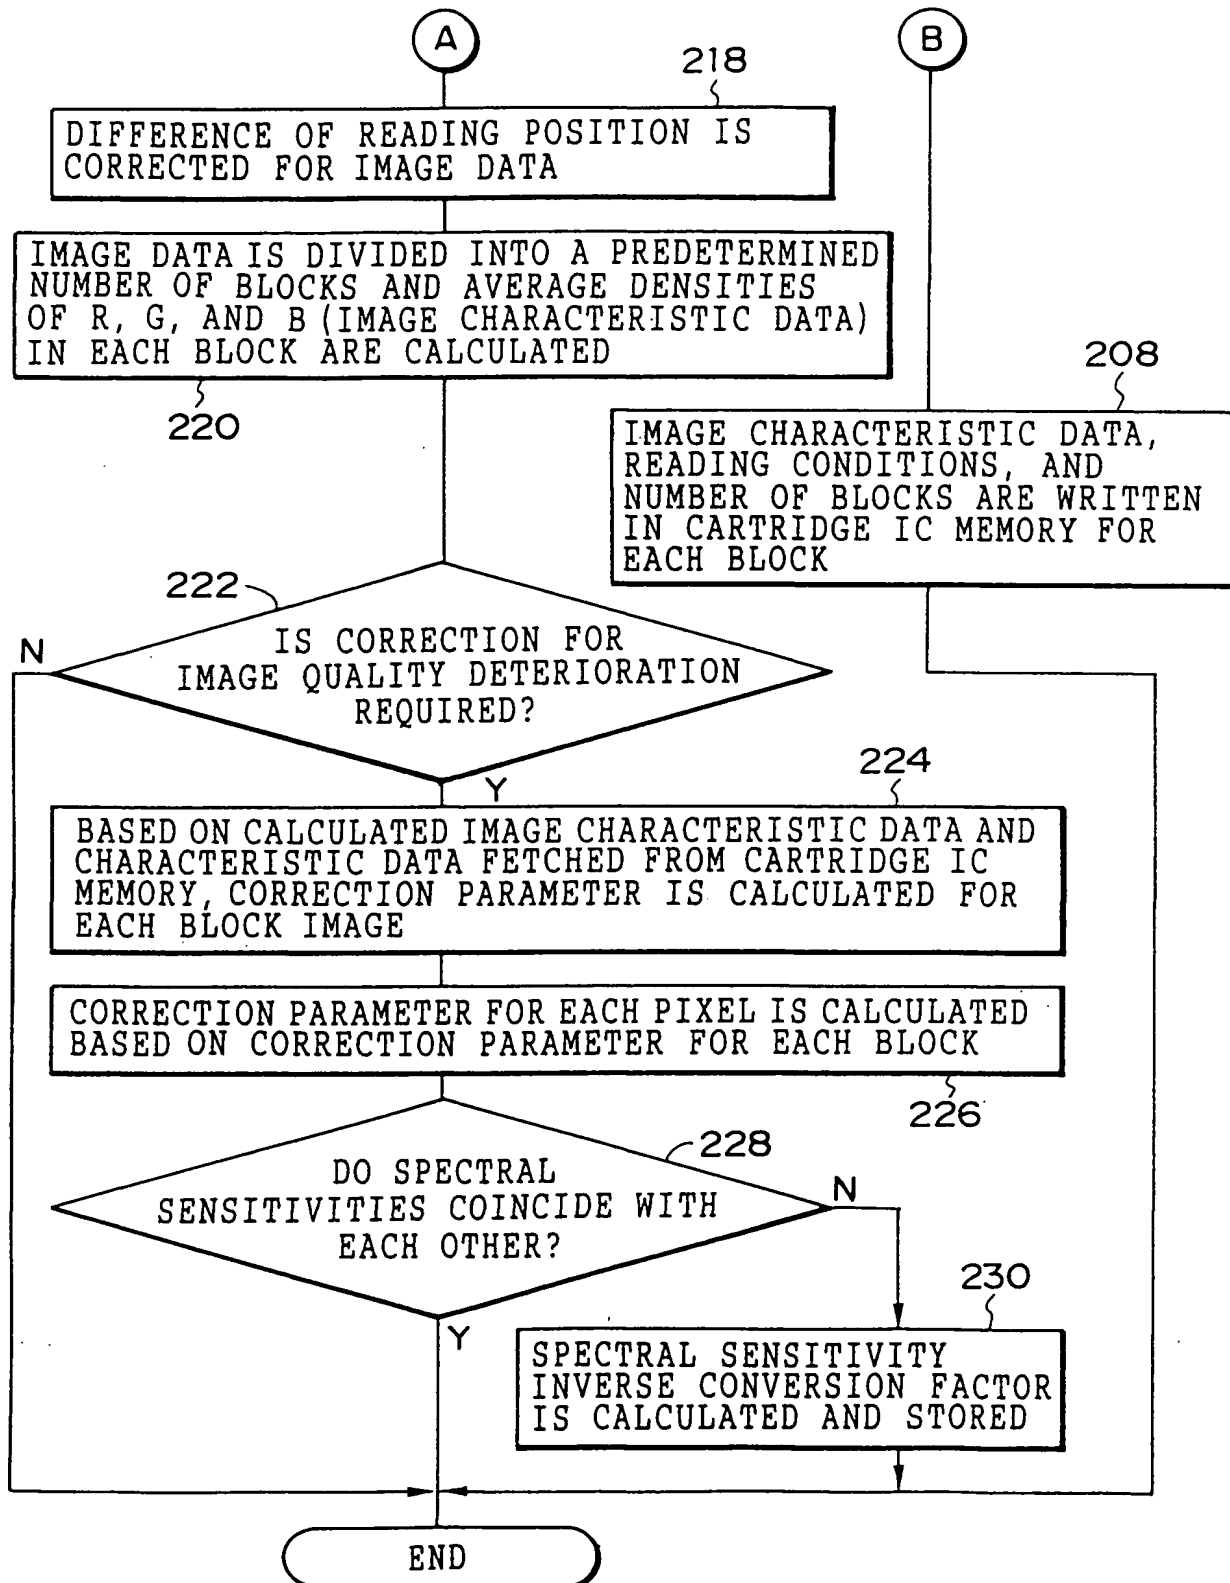 A
B
218
DIFFERENCE OF READING POSITION IS
CORRECTED FOR IMAGE DATA
IMAGE DATA IS DIVIDED INTO A PREDETERMINED
NUMBER OF BLOCKS AND AVERAGE DENSITIES
OF R, G, AND B (IMAGE CHARACTERISTIC DATA)
IN EACH BLOCK ARE CALCULATED
220
208
IMAGE CHARACTERISTIC DATA,
READING CONDITIONS, AND
NUMBER OF BLOCKS ARE WRITTEN
IN CARTRIDGE IC MEMORY FOR
EACH BLOCK
222
N
IS CORRECTION FOR
IMAGE QUALITY DETERIORATION
REQUIRED?
Y
224
BASED ON CALCULATED IMAGE CHARACTERISTIC DATA AND
CHARACTERISTIC DATA FETCHED FROM CARTRIDGE IC
MEMORY, CORRECTION PARAMETER IS CALCULATED FOR
EACH BLOCK IMAGE
CORRECTION PARAMETER FOR EACH PIXEL IS CALCULATED
BASED ON CORRECTION PARAMETER FOR EACH BLOCK
226
228
DO SPECTRAL
SENSITIVITIES COINCIDE WITH
EACH OTHER?
N
Y
230
SPECTRAL SENSITIVITY
INVERSE CONVERSION FACTOR
IS CALCULATED AND STORED
END